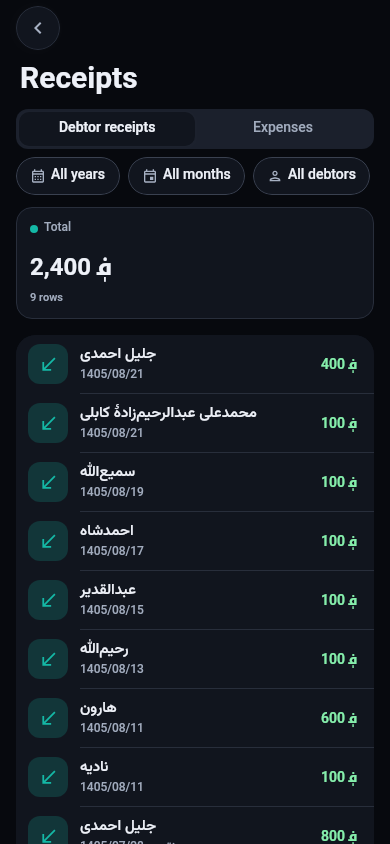 Receipts
Debtor receipts
Expenses
All years
All months
All debtors
Total
2,400 ؋
9 rows
جلیل احمدی
400 ؋
1405/08/21
محمدعلی عبدالرحیم‌زادهٔ کابلی
100 ؋
1405/08/21
سمیع‌الله
100 ؋
1405/08/19
احمدشاه
100 ؋
1405/08/17
عبدالقدیر
100 ؋
1405/08/15
رحیم‌الله
100 ؋
1405/08/13
هارون
600 ؋
1405/08/11
نادیه
100 ؋
1405/08/11
جلیل احمدی
800 ؋